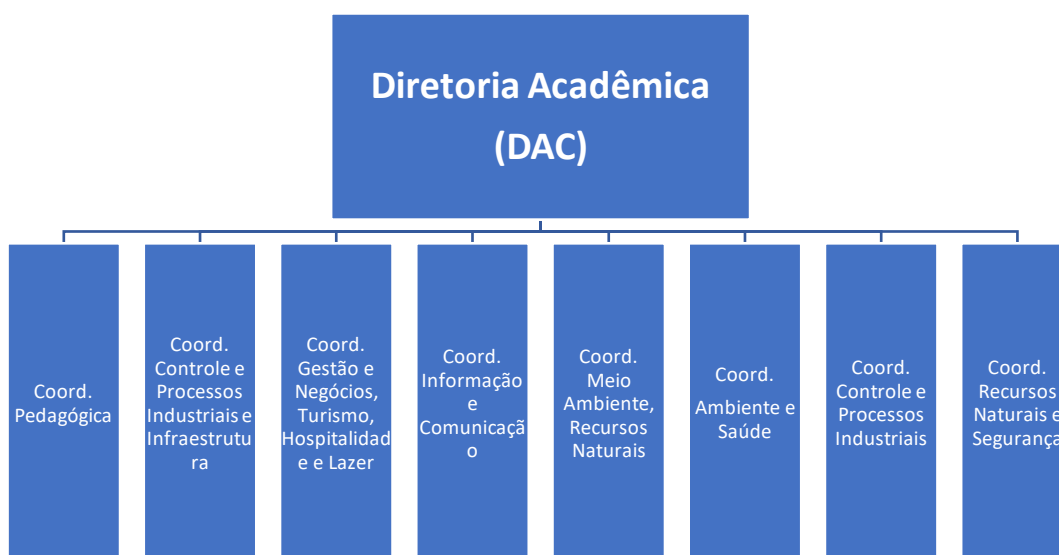 Diretoria Acadêmica
(DAC)
Coord.
Pedagógica
Coord.
Controle e
Processos
Industriais e
Infraestrutu
ra
Coord.
Gestão e
Negócios,
Turismo,
Hospitalidad
e e Lazer
Coord.
Informação
e
Comunicaçã
o
Coord.
Meio
Ambiente,
Recursos
Naturais
Coord.
Ambiente e
Saúde
Coord.
Controle e
Processos
Industriais
Coord.
Recursos
Naturais e
Segurança